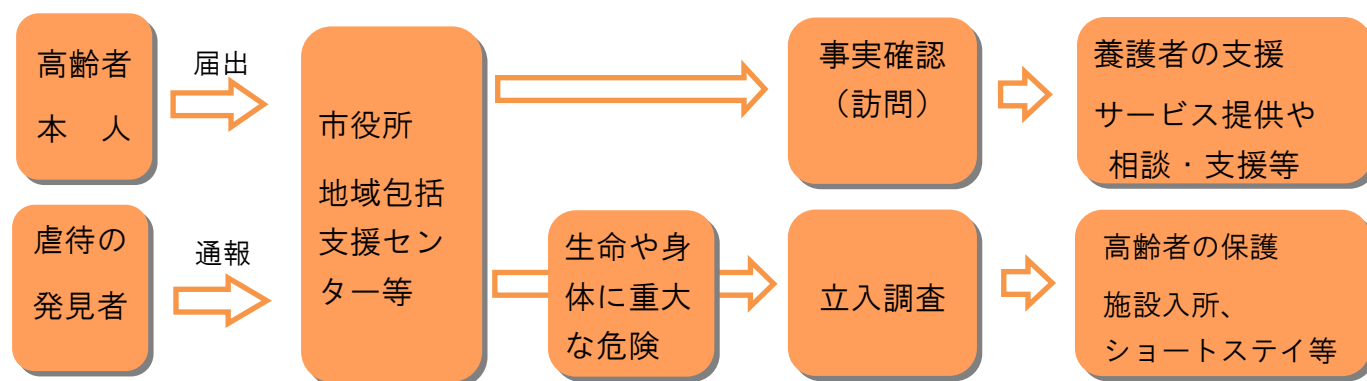 高齢者
本　人
届出
虐待の
発見者
通報
市役所
地域包括
支援セン
ター等
事実確認
（訪問）
養護者の支援
サービス提供や
相談・支援等
生命や身
体に重大
な危険
立入調査
高齢者の保護
施設入所、
ショートステイ等